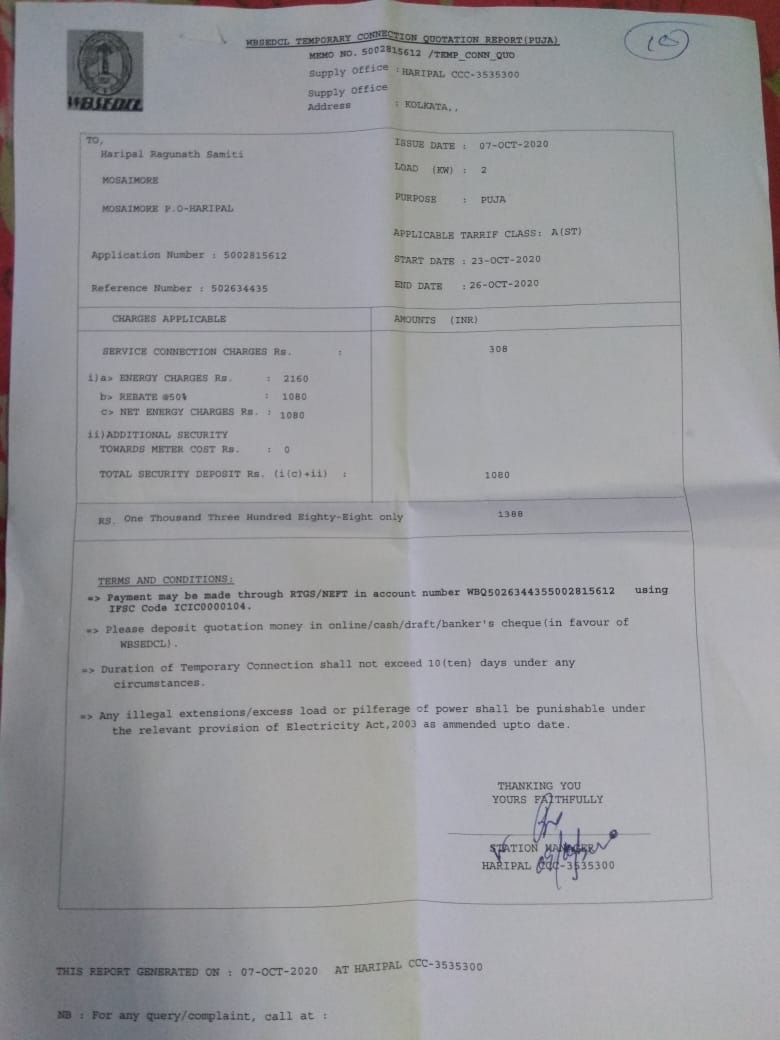 10
WBSEDCL TEMPORARY CONNECTION QUOTATION REPORT(PUJA)
MEMO NO. 5002815612 /TEMP_CONN_QUO
Supply Office : HARIPAL CCC-3535300
Supply Office
Address : KOLKATA,,
WBSEDCL
TO,
Haripal Ragunath Samiti
MOSAIMORE
MOSAIMORE P.O-HARIPAL
Application Number : 5002815612
Reference Number : 502634435
ISSUE DATE : 07-OCT-2020
LOAD (KW) : 2
PURPOSE : PUJA
APPLICABLE TARRIF CLASS: A(ST)
START DATE : 23-OCT-2020
END DATE : 26-OCT-2020
CHARGES APPLICABLE AMOUNTS (INR)
SERVICE CONNECTION CHARGES Rs. : 308
i)a> ENERGY CHARGES Rs. : 2160
b> REBATE @50% : 1080
c> NET ENERGY CHARGES Rs. : 1080
ii)ADDITIONAL SECURITY
TOWARDS METER COST Rs. : 0
TOTAL SECURITY DEPOSIT Rs. (i(c)+ii) : 1080
RS. One Thousand Three Hundred Eighty-Eight only 1388
TERMS AND CONDITIONS:
=> Payment may be made through RTGS/NEFT in account number WBQ5026344355002815612 using
IFSC Code ICIC0000104.
=> Please deposit quotation money in online/cash/draft/banker's cheque(in favour of
WBSEDCL).
=> Duration of Temporary Connection shall not exceed 10(ten) days under any
circumstances.
=> Any illegal extensions/excess load or pilferage of power shall be punishable under
the relevant provision of Electricity Act,2003 as ammended upto date.
THANKING YOU
YOURS FAITHFULLY
STATION MANAGER
HARIPAL CCC-3535300
THIS REPORT GENERATED ON : 07-OCT-2020 AT HARIPAL CCC-3535300
NB : For any query/complaint, call at :